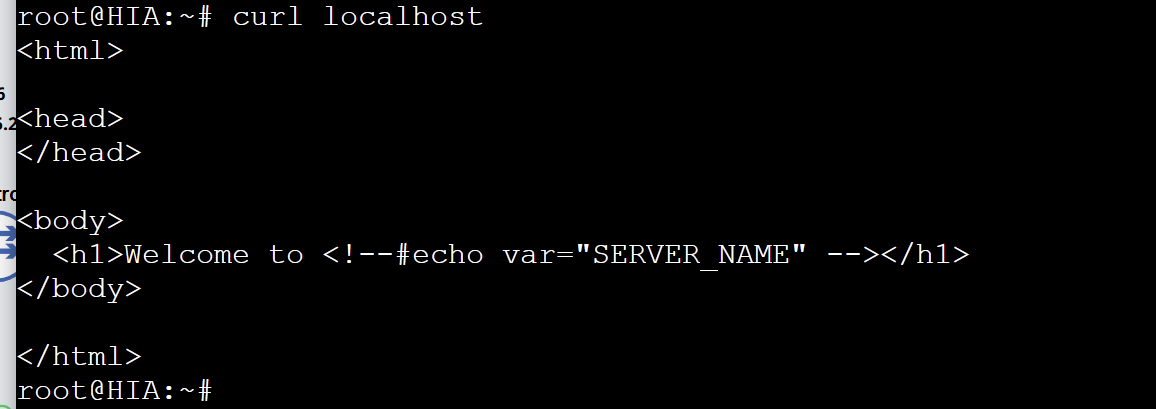 root@HIA:~# curl localhost
<html>
6
<head>
</head>
<body>
<h1>Welcome to <!--#echo var="SERVER_NAME" --></h1>
</body>
</html>
root@HIA:~#